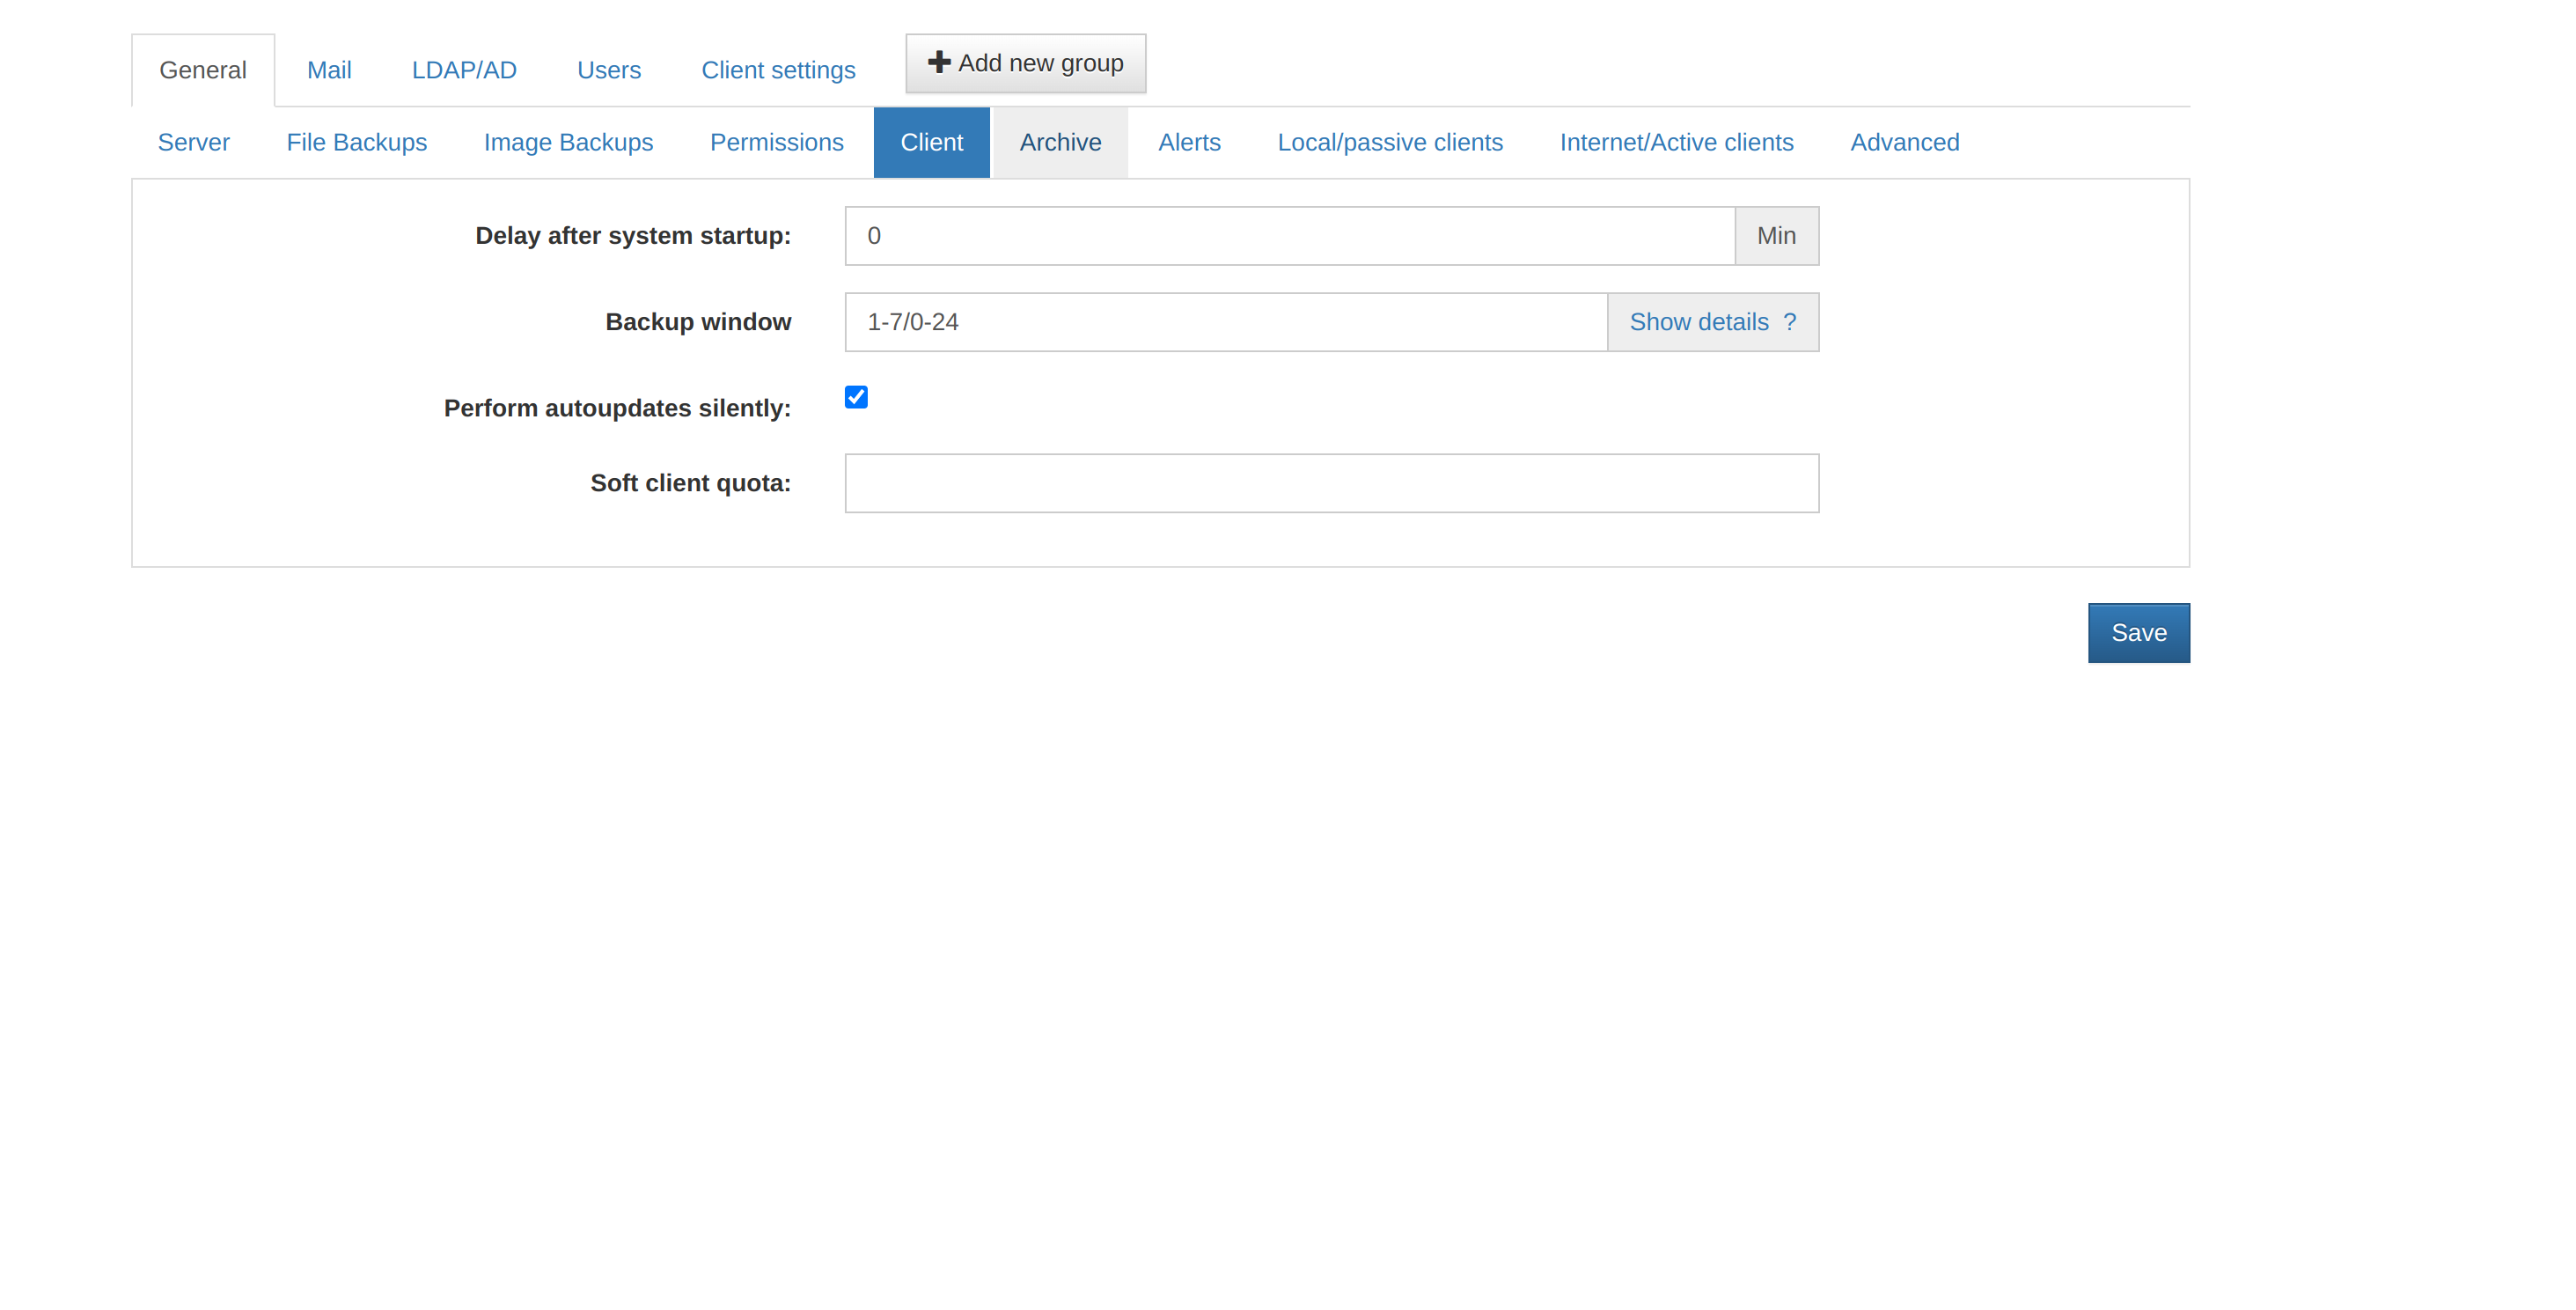 General Mail LDAP/AD Users Client settings Add new group
Server File Backups Image Backups Permissions Client Archive Alerts Local/passive clients Internet/Active clients Advanced
Delay after system startup: 0 Min
Backup window 1-7/0-24 Show details ?
Perform autoupdates silently:
Soft client quota:
Save